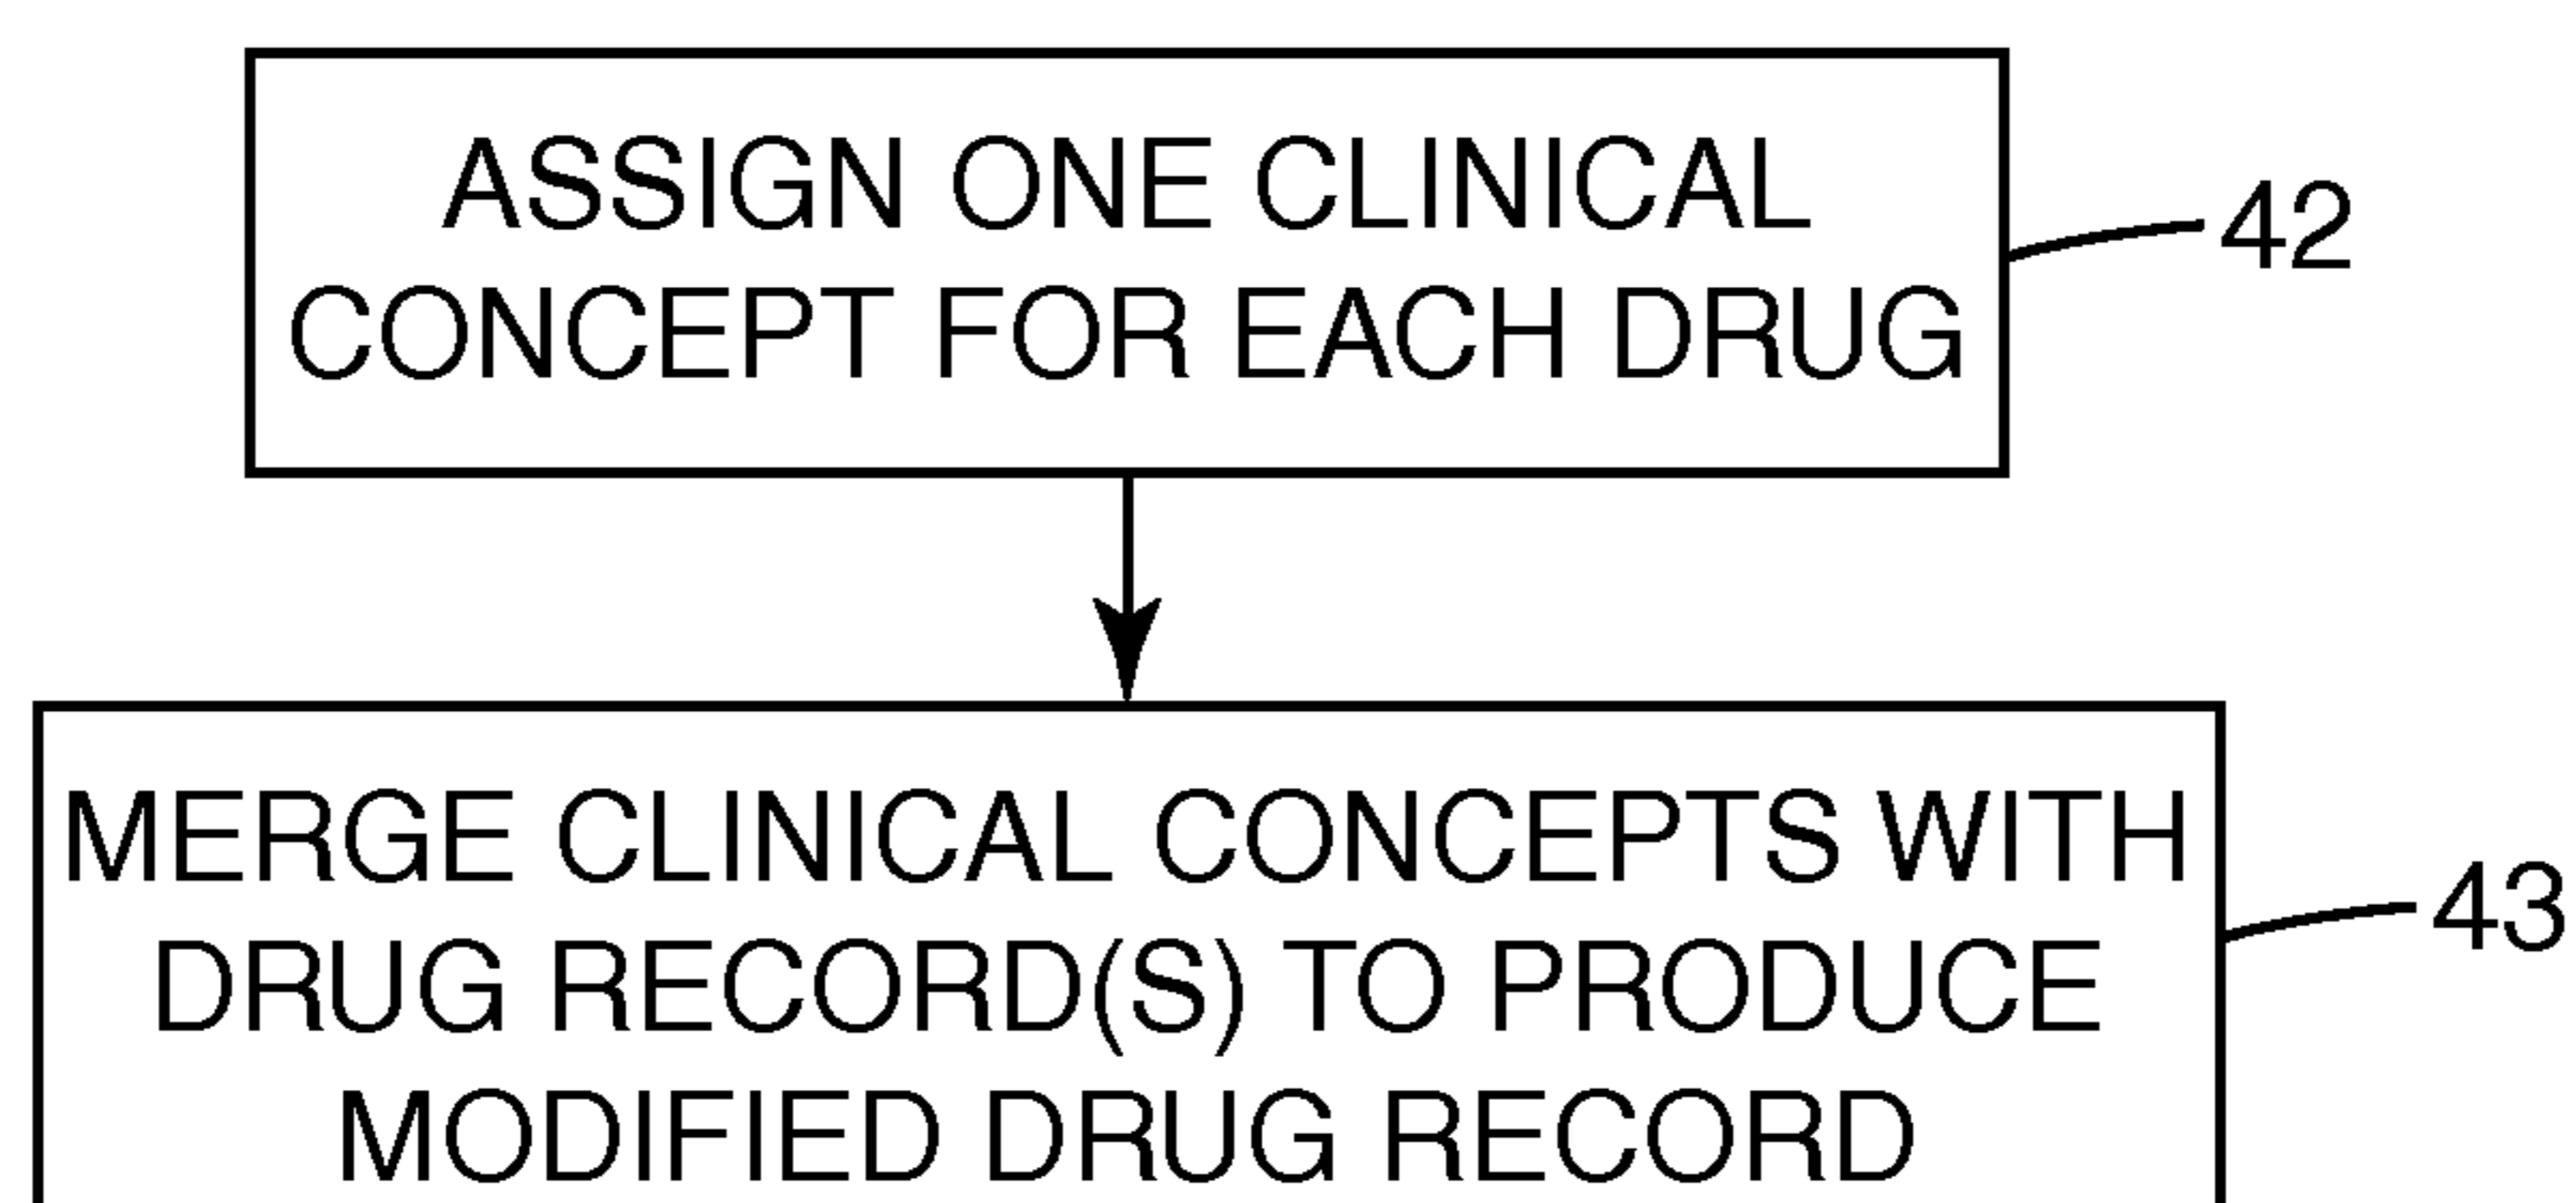 ASSIGN ONE CLINICAL
CONCEPT FOR EACH DRUG
42
MERGE CLINICAL CONCEPTS WITH
DRUG RECORD(S) TO PRODUCE
MODIFIED DRUG RECORD
43